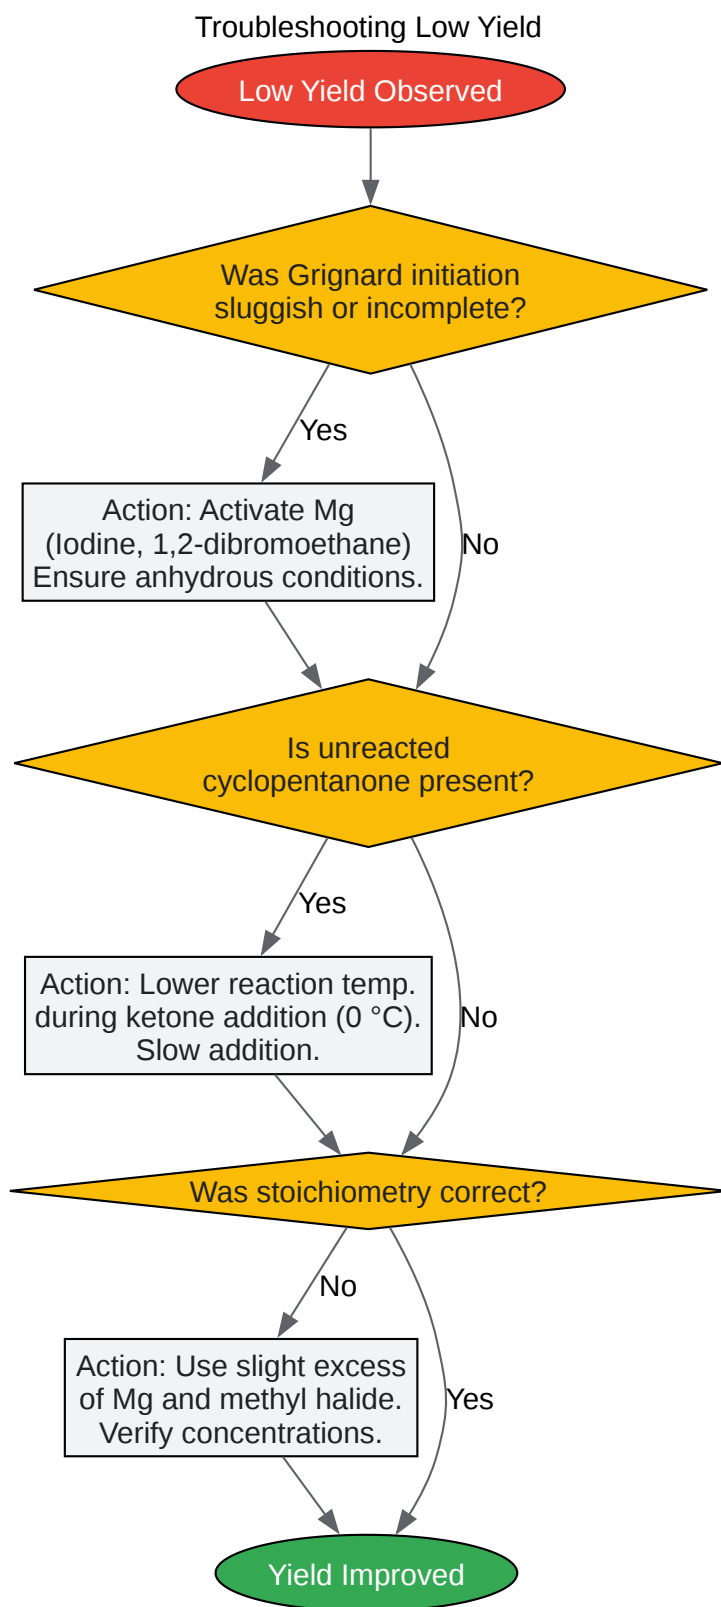 Troubleshooting Low Yield
Low Yield Observed
Was Grignard initiation
sluggish or incomplete?
Yes
Action: Activate Mg
(Iodine, 1,2-dibromoethane)
Ensure anhydrous conditions.
No
Is unreacted
cyclopentanone present?
Yes
Action: Lower reaction temp.
during ketone addition (0 °C).
Slow addition.
No
Was stoichiometry correct?
No
Action: Use slight excess
of Mg and methyl halide.
Verify concentrations.
Yes
Yield Improved